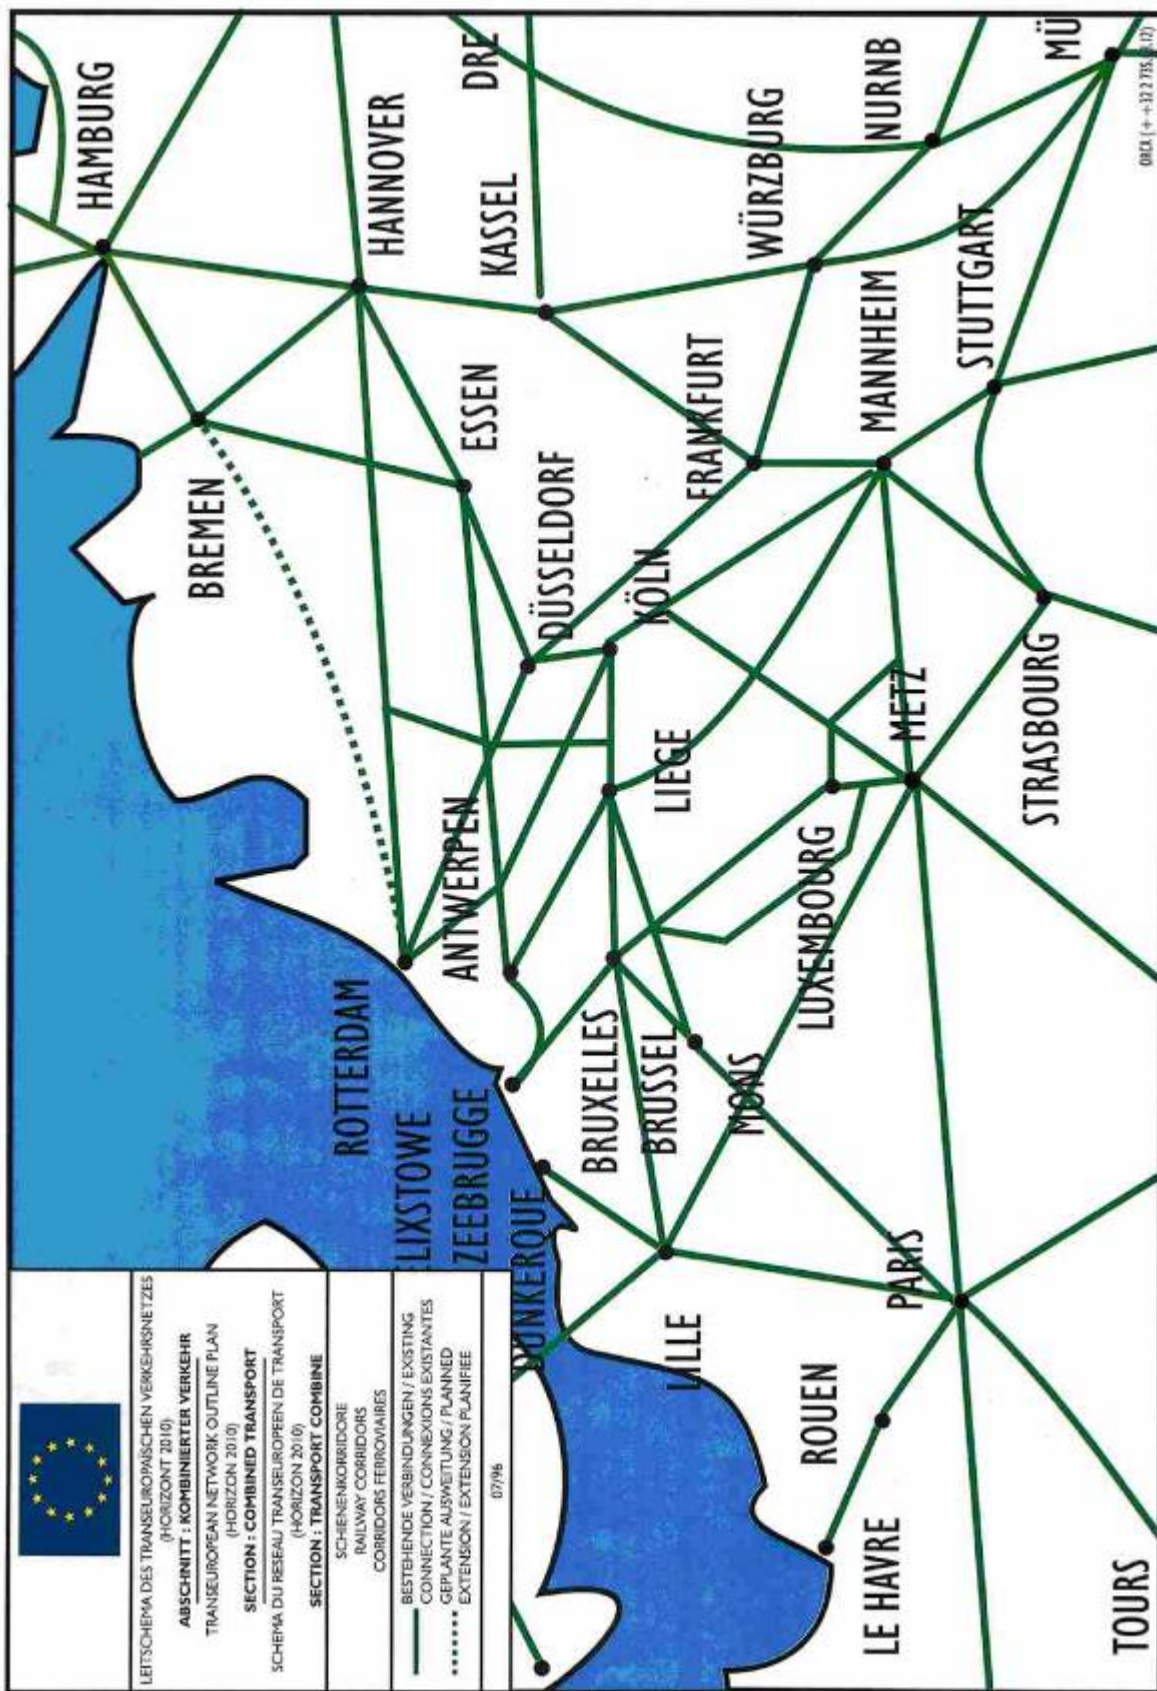 LEITSCHEMA DES TRANSEUROPÄISCHEN VERKEHRSNETZES
(HORIZONT 2010)
ABSCHNITT : KOMBINIERTER VERKEHR
TRANSEUROPEAN NETWORK OUTLINE PLAN
(HORIZON 2010)
SECTION : COMBINED TRANSPORT
SCHEMA DU RESEAU TRANSEUROPEEN DE TRANSPORT
(HORIZON 2010)
SECTION : TRANSPORT COMBINE
SCHIENENKORRIDORE
RAILWAY CORRIDORS
CORRIDORS FERROVIAIRES
BESTEHENDE VERBINDUNGEN / EXISTING
CONNECTION / CONNEXIONS EXISTANTES
GEPLANTE AUSWEITUNG / PLANNED
EXTENSION / EXTENSION PLANIFIEE
07/96
HAMBURG
BREMEN
HANNOVER
ROTTERDAM
ELIXSTOWE
ZEEBRUGGE
ANTWERPEN
ESSEN
KASSEL
DRE
DUNKERQUE
DÜSSELDORF
BRUXELLES
BRUSSEL
KÖLN
LIEGE
LILLE
MONS
FRANKFURT
WÜRZBURG
LUXEMBOURG
ROUEN
LE HAVRE
MANNHEIM
NURNB
METZ
PARIS
STUTTGART
STRASBOURG
MÜ
TOURS